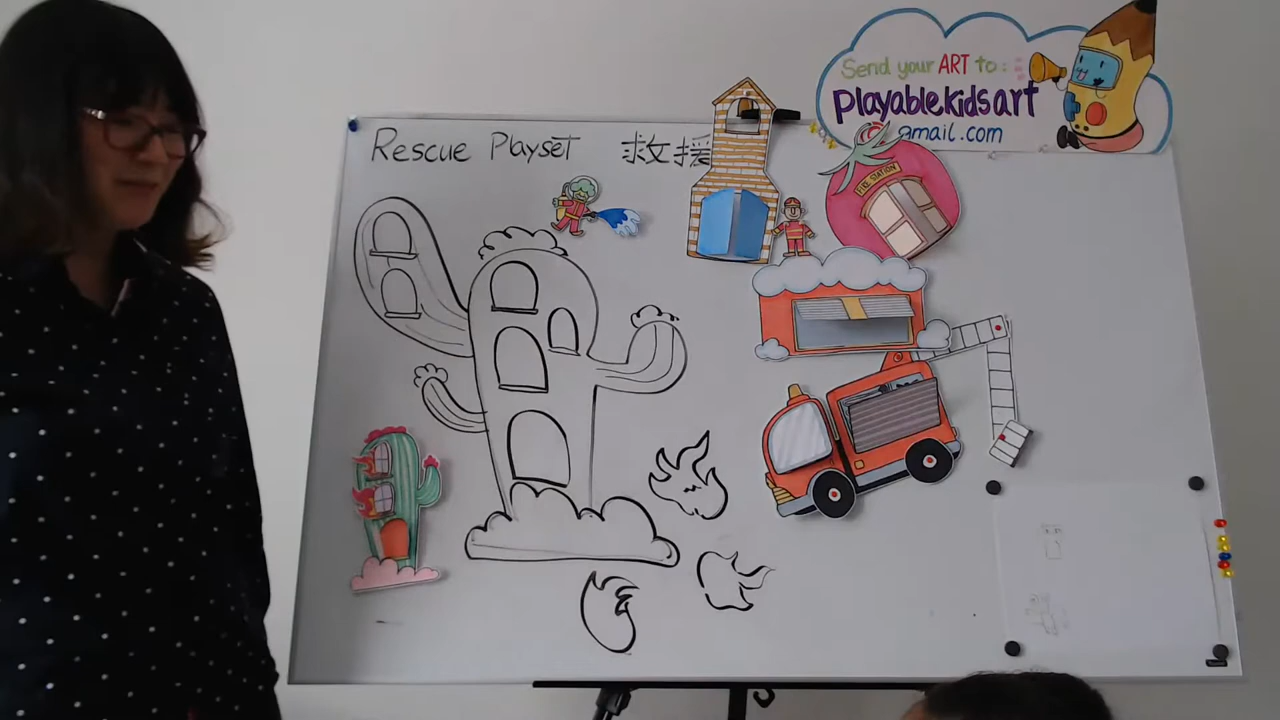 Rescue Playset 救援
Send your ART to:
playablekidsart
@gmail.com
FIRE STATION